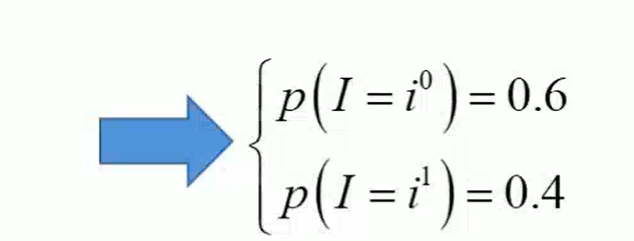 p(I = i⁰) = 0.6
p(I = i¹) = 0.4